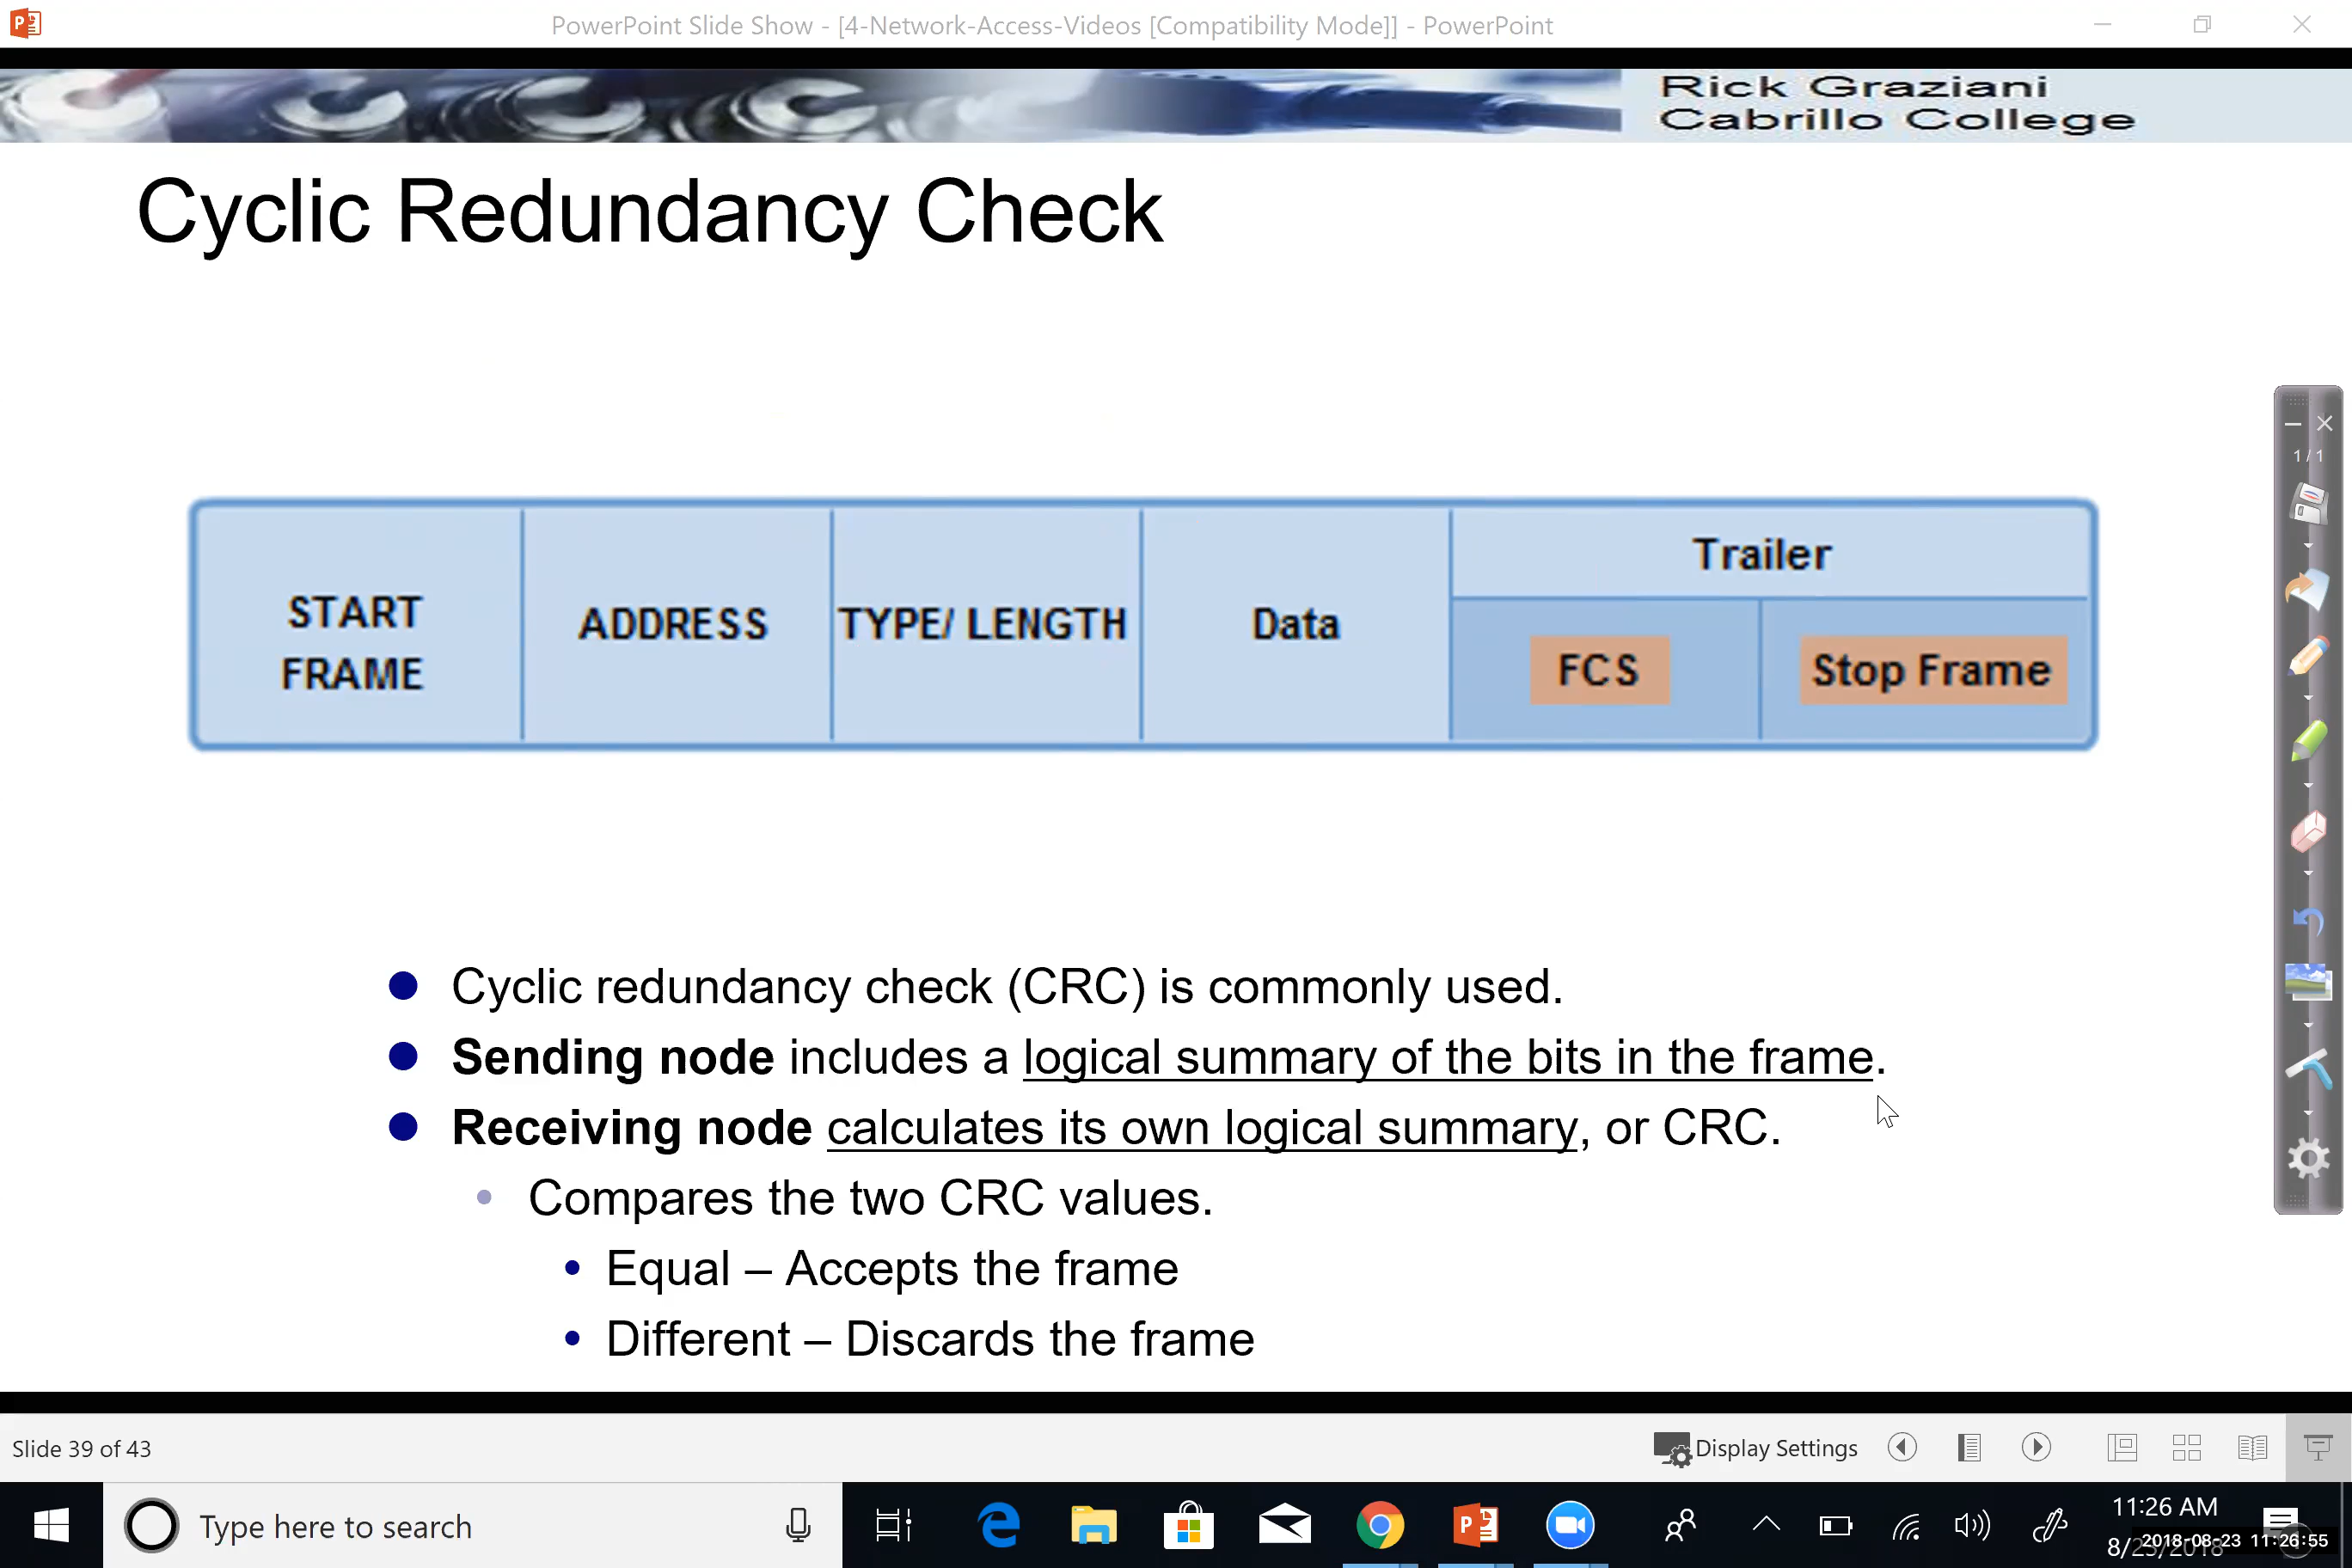 PowerPoint Slide Show - [4-Network-Access-Videos [Compatibility Mode]] - PowerPoint
Rick Graziani
Cabrillo College
Cyclic Redundancy Check
START
FRAME
ADDRESS
TYPE/ LENGTH
Data
Trailer
FCS
Stop Frame
1/1
● Cyclic redundancy check (CRC) is commonly used.
● Sending node includes a logical summary of the bits in the frame.
● Receiving node calculates its own logical summary, or CRC.
• Compares the two CRC values.
• Equal – Accepts the frame
• Different – Discards the frame
Slide 39 of 43
Display Settings
Type here to search
11:26 AM
8/23/2018
2018-08-23 11:26:55